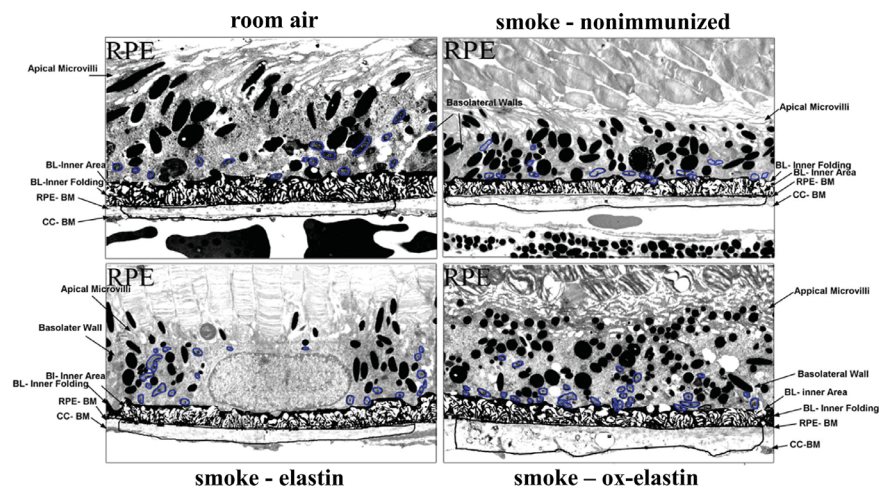 room air
smoke - nonimmunized
RPE
Apical Microvilli
BL-Inner Area
BL-Inner Folding
RPE- BM
CC- BM
RPE
Basolateral Walls
Apical Microvilli
BL- Inner Folding
BL- Inner Area
RPE- BM
CC- BM
RPE
Apical Microvilli
Basolater Wall
Bl- Inner Area
BL- Inner Folding
RPE- BM
CC- BM
RPE
Appical Microvilli
Basolateral Wall
BL- inner Area
BL- Inner Folding
RPE- BM
CC-BM
smoke - elastin
smoke – ox-elastin